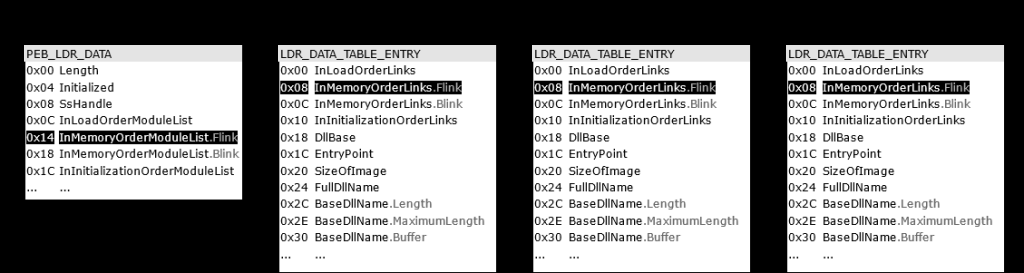 PEB_LDR_DATA
0x00 Length
0x04 Initialized
0x08 SsHandle
0x0C InLoadOrderModuleList
0x14 InMemoryOrderModuleList.Flink
0x18 InMemoryOrderModuleList.Blink
0x1C InInitializationOrderModuleList
... ...
LDR_DATA_TABLE_ENTRY
0x00 InLoadOrderLinks
0x08 InMemoryOrderLinks.Flink
0x0C InMemoryOrderLinks.Blink
0x10 InInitializationOrderLinks
0x18 DllBase
0x1C EntryPoint
0x20 SizeOfImage
0x24 FullDllName
0x2C BaseDllName.Length
0x2E BaseDllName.MaximumLength
0x30 BaseDllName.Buffer
... ...
LDR_DATA_TABLE_ENTRY
0x00 InLoadOrderLinks
0x08 InMemoryOrderLinks.Flink
0x0C InMemoryOrderLinks.Blink
0x10 InInitializationOrderLinks
0x18 DllBase
0x1C EntryPoint
0x20 SizeOfImage
0x24 FullDllName
0x2C BaseDllName.Length
0x2E BaseDllName.MaximumLength
0x30 BaseDllName.Buffer
... ...
LDR_DATA_TABLE_ENTRY
0x00 InLoadOrderLinks
0x08 InMemoryOrderLinks.Flink
0x0C InMemoryOrderLinks.Blink
0x10 InInitializationOrderLinks
0x18 DllBase
0x1C EntryPoint
0x20 SizeOfImage
0x24 FullDllName
0x2C BaseDllName.Length
0x2E BaseDllName.MaximumLength
0x30 BaseDllName.Buffer
... ...